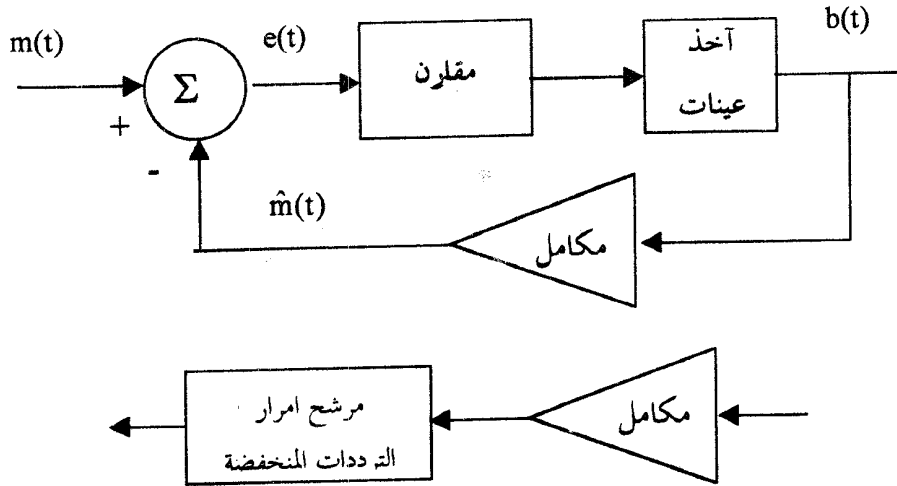 m(t)
e(t)
b(t)
Σ
+
-
مقارن
آخذ
عينات
m̂(t)
مكامل
مرشح امرار
الترددات المنخفضة
مكامل